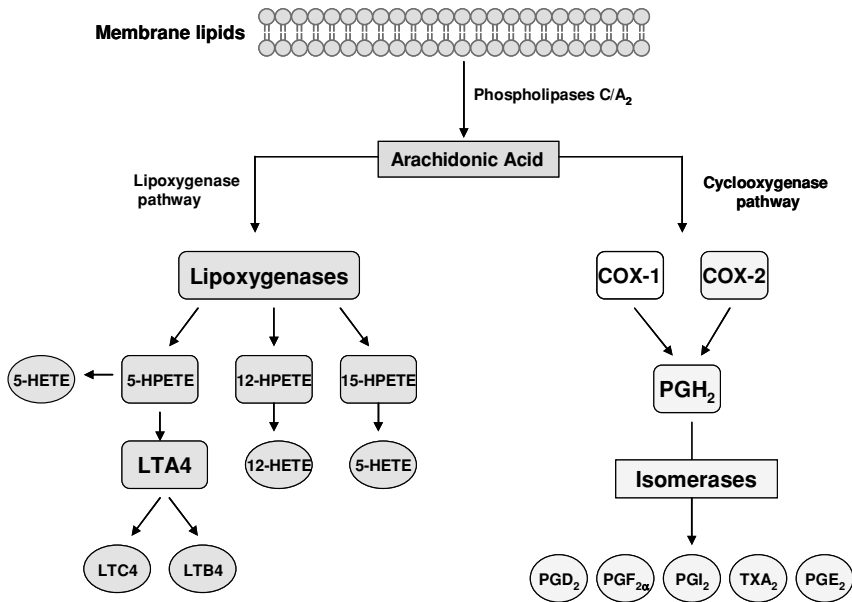 Membrane lipids
Phospholipases C/A₂
Arachidonic Acid
Lipoxygenase
pathway
Cyclooxygenase
pathway
Lipoxygenases
COX-1
COX-2
5-HETE
5-HPETE
12-HPETE
15-HPETE
PGH₂
LTA4
12-HETE
5-HETE
Isomerases
LTC4
LTB4
PGD₂
PGF₂α
PGI₂
TXA₂
PGE₂